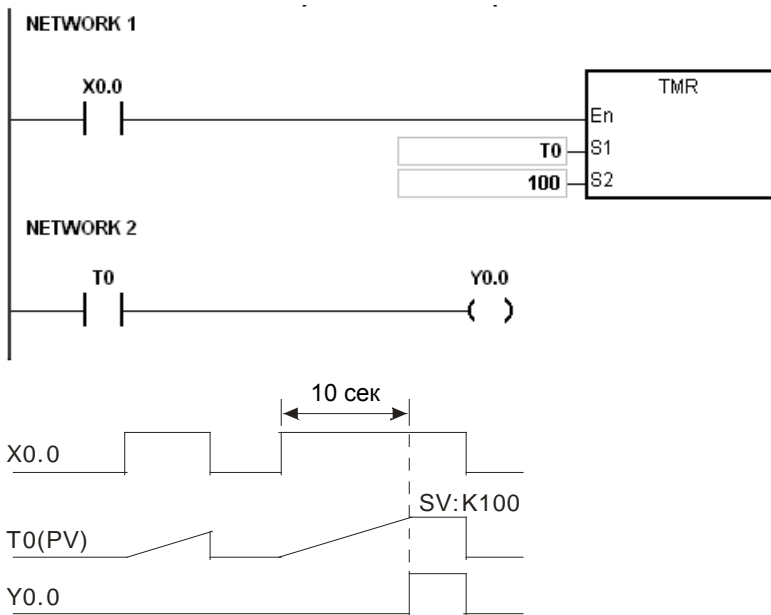 NETWORK 1
X0.0
TMR
En
T0 S1
100 S2
NETWORK 2
T0 Y0.0
10 сек
X0.0
SV:K100
T0(PV)
Y0.0